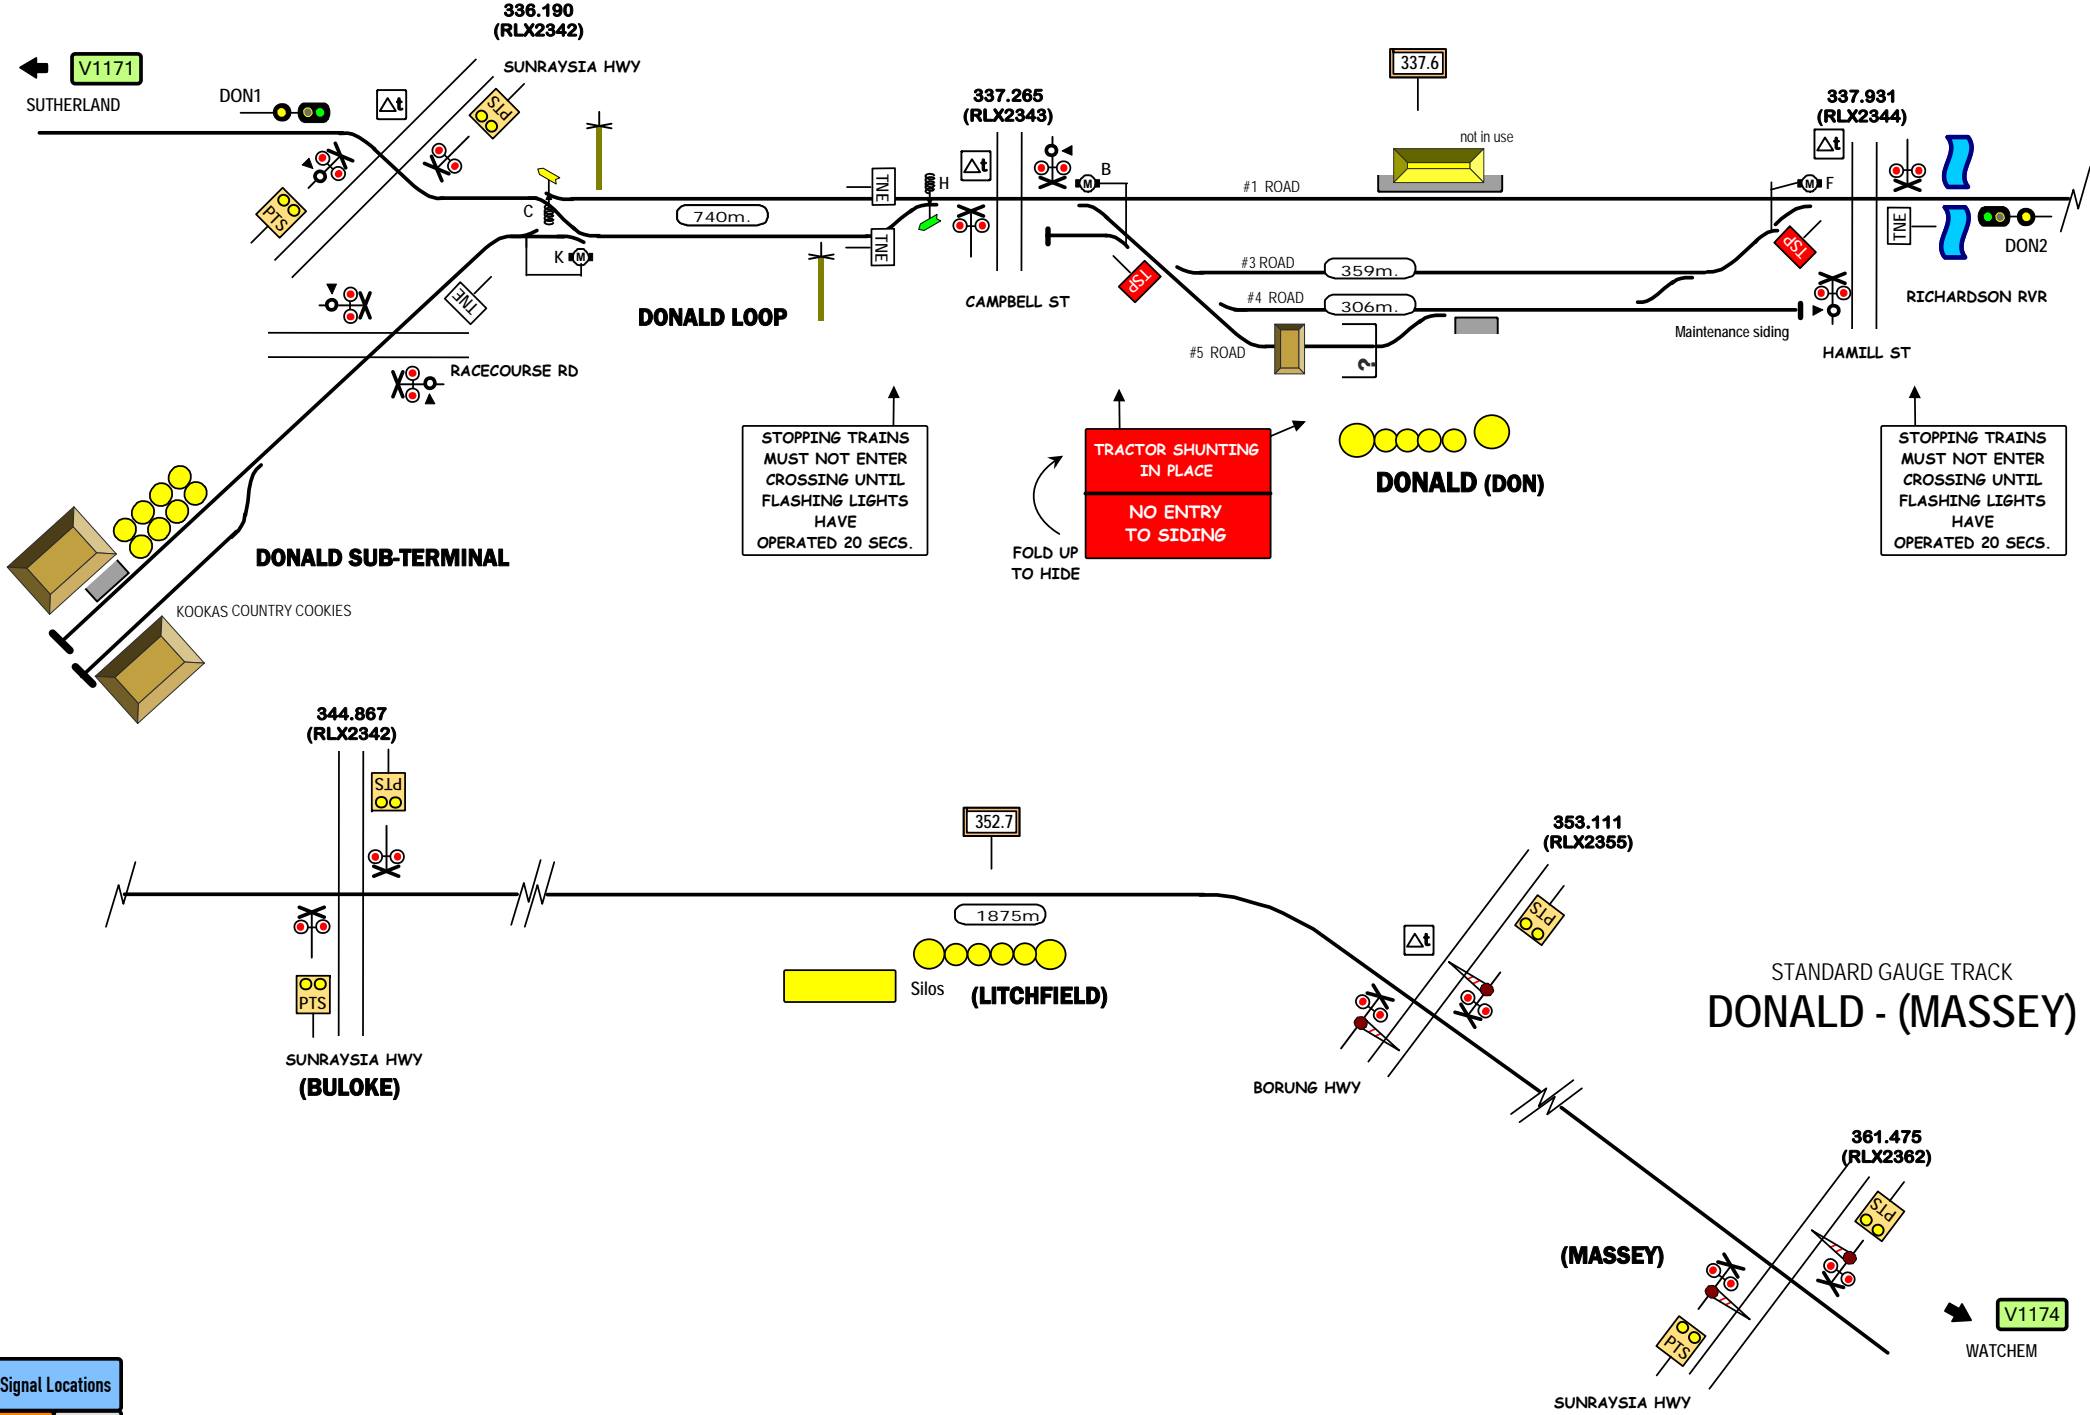 336.190
(RLX2342)
SUNRAYSIA HWY
V1171
SUTHERLAND
DON1
Δt
PTS
PTS
C
K M
TNE
740m.
TNE
TNE
H
DONALD LOOP
RACECOURSE RD
337.265
(RLX2343)
Δt
CAMPBELL ST
M B
TSP
337.6
not in use
#1 ROAD
#3 ROAD
359m.
#4 ROAD
306m.
#5 ROAD
?
Maintenance siding
337.931
(RLX2344)
Δt
M F
TSP
TNE
DON2
RICHARDSON RVR
HAMILL ST
STOPPING TRAINS
MUST NOT ENTER
CROSSING UNTIL
FLASHING LIGHTS
HAVE
OPERATED 20 SECS.
TRACTOR SHUNTING
IN PLACE
NO ENTRY
TO SIDING
FOLD UP
TO HIDE
DONALD (DON)
STOPPING TRAINS
MUST NOT ENTER
CROSSING UNTIL
FLASHING LIGHTS
HAVE
OPERATED 20 SECS.
DONALD SUB-TERMINAL
KOOKAS COUNTRY COOKIES
344.867
(RLX2342)
PTS
PTS
SUNRAYSIA HWY
(BULOKE)
352.7
1875m
Silos
(LITCHFIELD)
353.111
(RLX2355)
PTS
Δt
BORUNG HWY
STANDARD GAUGE TRACK
DONALD - (MASSEY)
361.475
(RLX2362)
PTS
(MASSEY)
PTS
SUNRAYSIA HWY
V1174
WATCHEM
Signal Locations